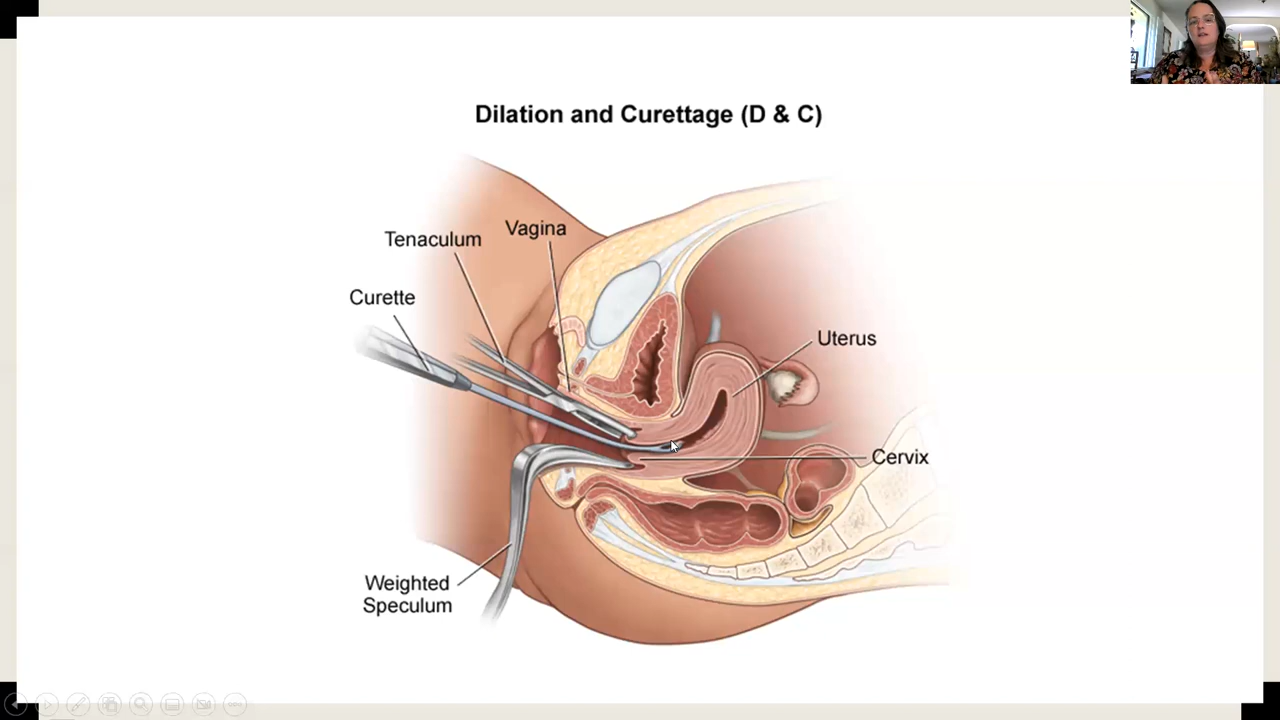 Dilation and Curettage (D & C)
Vagina
Tenaculum
Curette
Uterus
Cervix
Weighted
Speculum